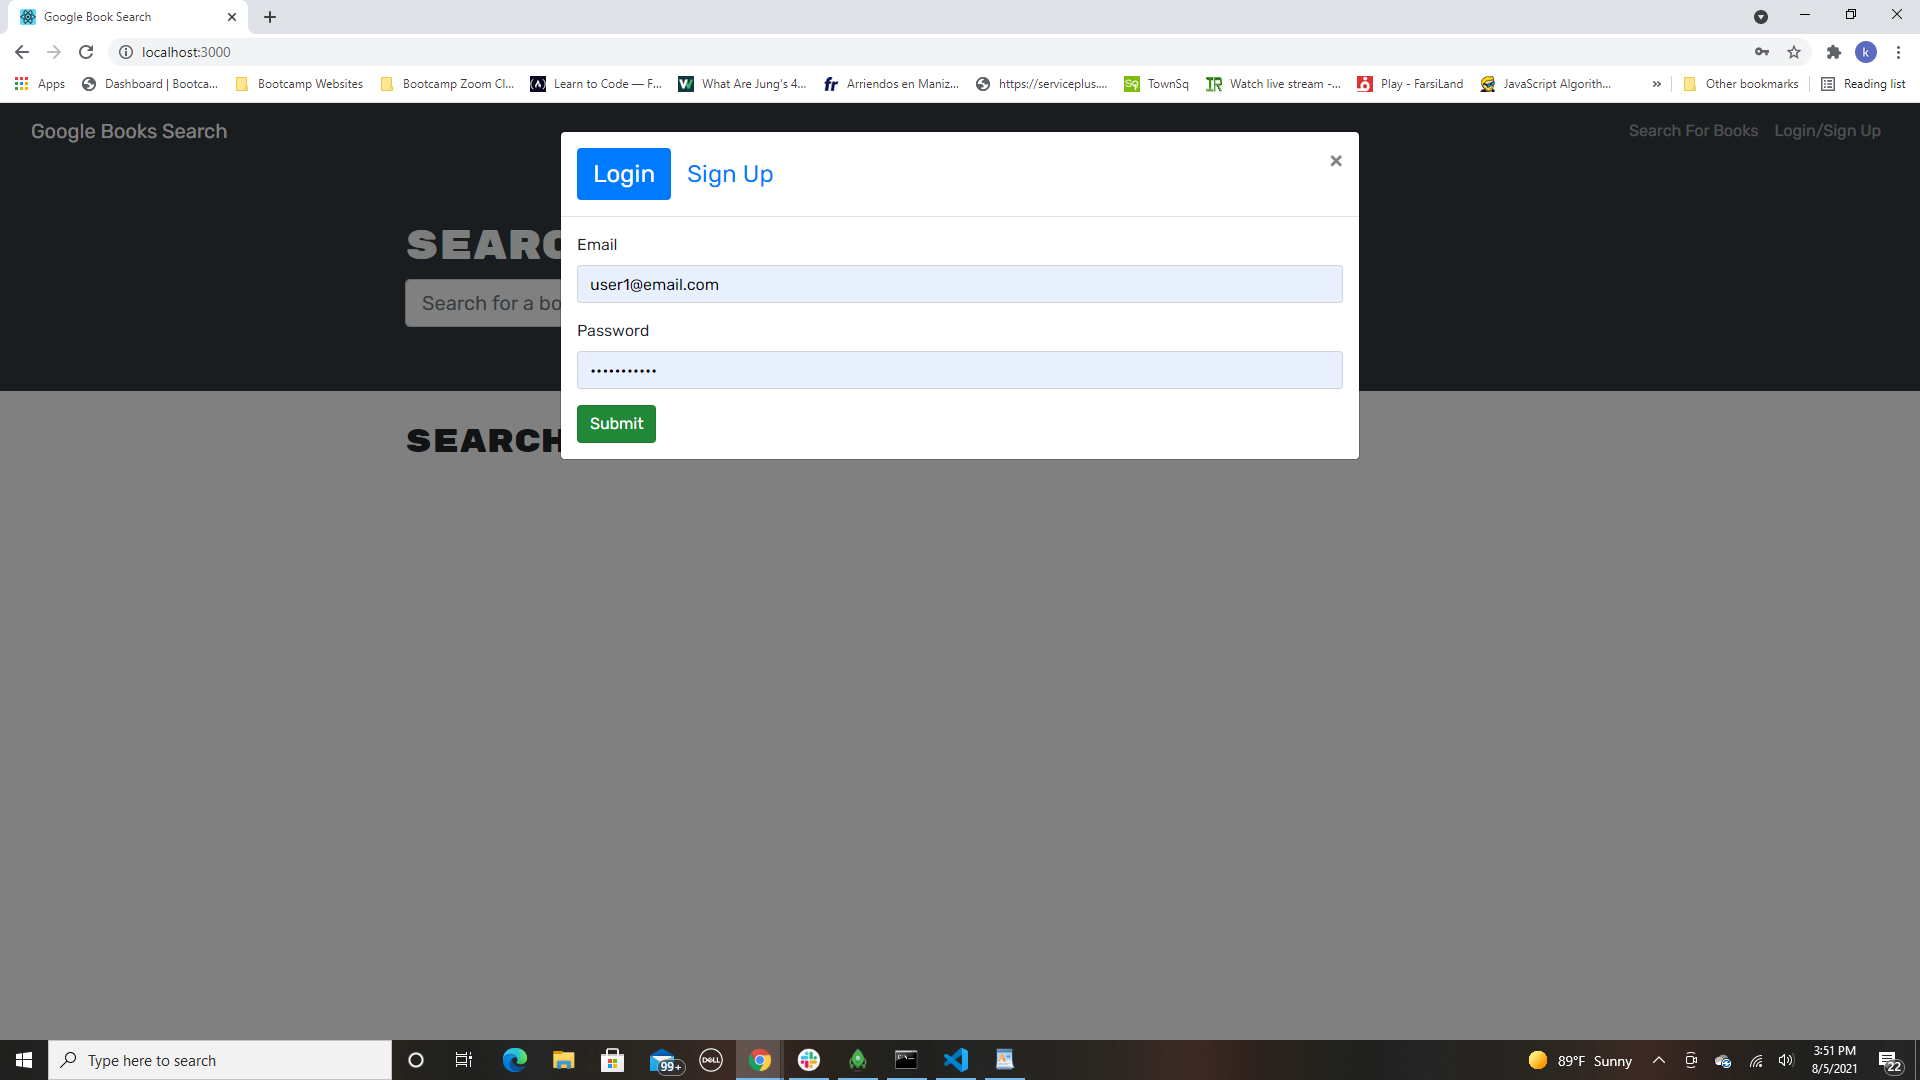 Google Book Search
localhost:3000
k
Apps
Dashboard | Bootca...
Bootcamp Websites
Bootcamp Zoom Cl...
Learn to Code — F...
What Are Jung's 4...
fr Arriendos en Maniz...
https://serviceplus....
TownSq
Watch live stream -...
Play - FarsiLand
JavaScript Algorith...
»
Other bookmarks
Reading list
Google Books Search
Search For Books
Login/Sign Up
Login
Sign Up
×
SEARC
Search for a bo
Email
user1@email.com
Password
Submit
SEARCH
Type here to search
99+
DELL
89°F Sunny
3:51 PM
8/5/2021
22